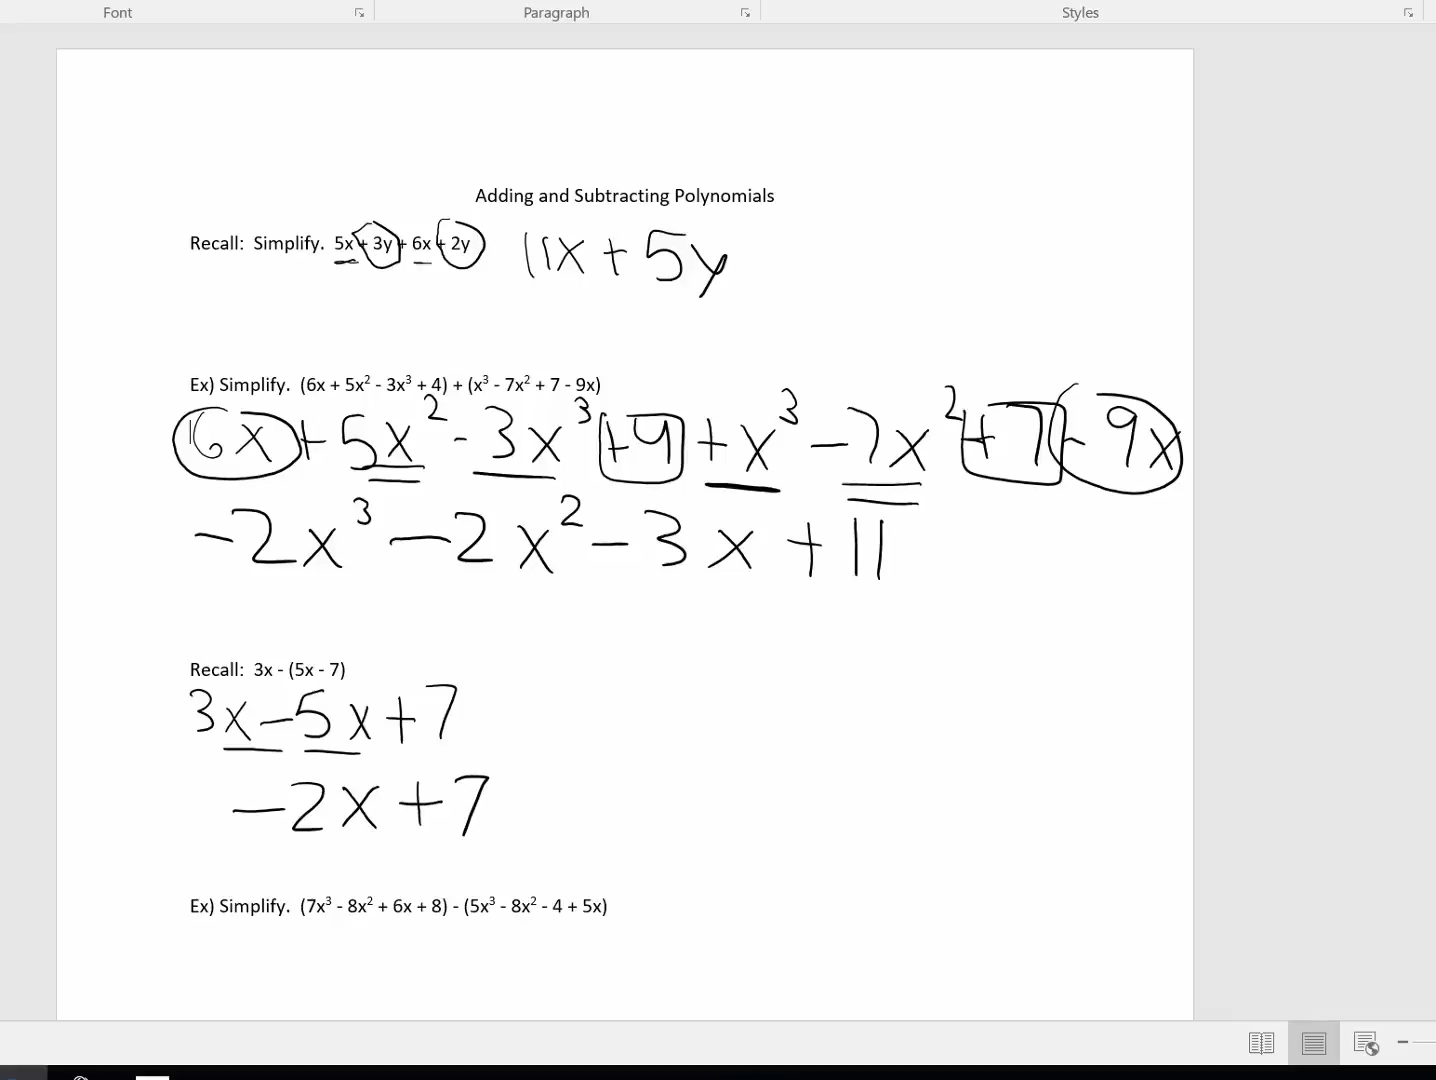 Font Paragraph Styles
Adding and Subtracting Polynomials
Recall: Simplify. 5x + 3y + 6x + 2y 11x + 5y
Ex) Simplify. (6x + 5x² - 3x³ + 4) + (x³ - 7x² + 7 - 9x)
6x + 5x² - 3x³ + 4 + x³ - 7x² + 7 - 9x
-2x³ - 2x² - 3x + 11
Recall: 3x - (5x - 7)
3x - 5x + 7
-2x + 7
Ex) Simplify. (7x³ - 8x² + 6x + 8) - (5x³ - 8x² - 4 + 5x)